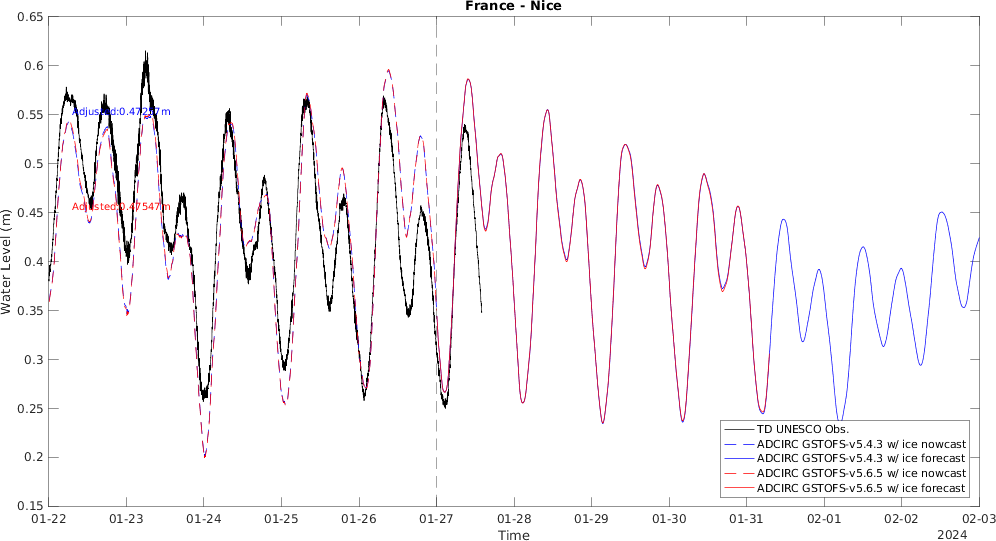 France - Nice
0.65
0.6
0.55
0.5
0.45
0.4
0.35
0.3
0.25
0.2
0.15
Water Level (m)
Adjusted:0.47547m
01-22
01-23
01-24
01-25
01-26
01-27
01-28
01-29
01-30
01-31
02-01
02-02
02-03
Time
2024
TD UNESCO Obs.
ADCIRC GSTOFS-v5.4.3 w/ ice nowcast
ADCIRC GSTOFS-v5.4.3 w/ ice forecast
ADCIRC GSTOFS-v5.6.5 w/ ice nowcast
ADCIRC GSTOFS-v5.6.5 w/ ice forecast